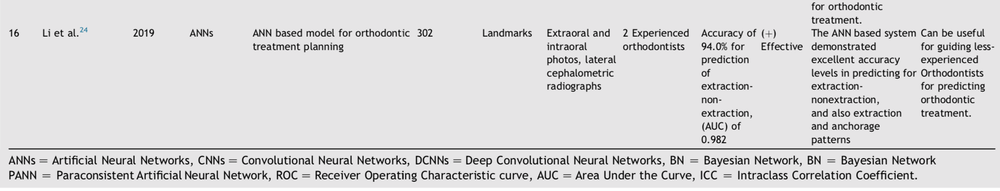 for orthodontic
treatment.
16 Li et al.24 2019 ANNs ANN based model for orthodontic 302 Landmarks Extraoral and 2 Experienced Accuracy of (+) The ANN based system Can be useful
treatment planning intraoral orthodontists 94.0% for Effective demonstrated for guiding less-
photos, lateral prediction excellent accuracy experienced
cephalometric of levels in predicting for Orthodontists
radiographs extraction- extraction- for predicting
non- nonextraction, orthodontic
extraction, and also extraction treatment.
(AUC) of and anchorage
0.982 patterns
ANNs = Artificial Neural Networks, CNNs = Convolutional Neural Networks, DCNNs = Deep Convolutional Neural Networks, BN = Bayesian Network, BN = Bayesian Network
PANN = Paraconsistent Artificial Neural Network, ROC = Receiver Operating Characteristic curve, AUC = Area Under the Curve, ICC = Intraclass Correlation Coefficient.